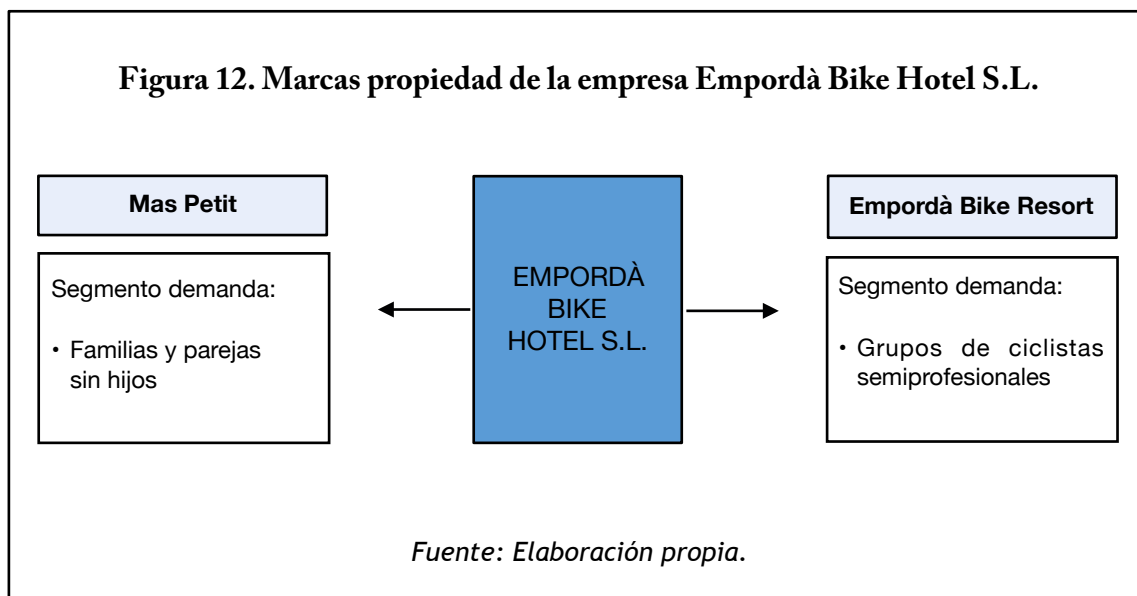 Figura 12. Marcas propiedad de la empresa Empordà Bike Hotel S.L.
Mas Petit
Segmento demanda:
• Familias y parejas
sin hijos
EMPORDÀ
BIKE
HOTEL S.L.
Empordà Bike Resort
Segmento demanda:
• Grupos de ciclistas
semiprofesionales
Fuente: Elaboración propia.